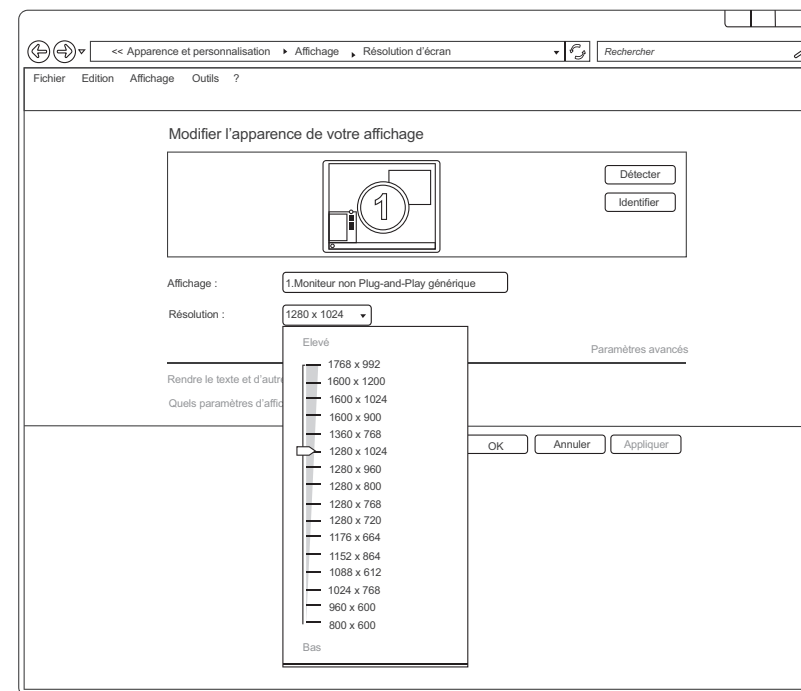 << Apparence et personnalisation Affichage Résolution d'écran Rechercher
Fichier Edition Affichage Outils ?
Modifier l'apparence de votre affichage
1
Détecter
Identifier
Affichage : 1.Moniteur non Plug-and-Play générique
Résolution : 1280 x 1024
Elevé
Paramètres avancés
1768 x 992
Rendre le texte et d'autre
1600 x 1200
1600 x 1024
Quels paramètres d'affic
1600 x 900
1360 x 768
1280 x 1024
OK Annuler Appliquer
1280 x 960
1280 x 800
1280 x 768
1280 x 720
1176 x 664
1152 x 864
1088 x 612
1024 x 768
960 x 600
800 x 600
Bas